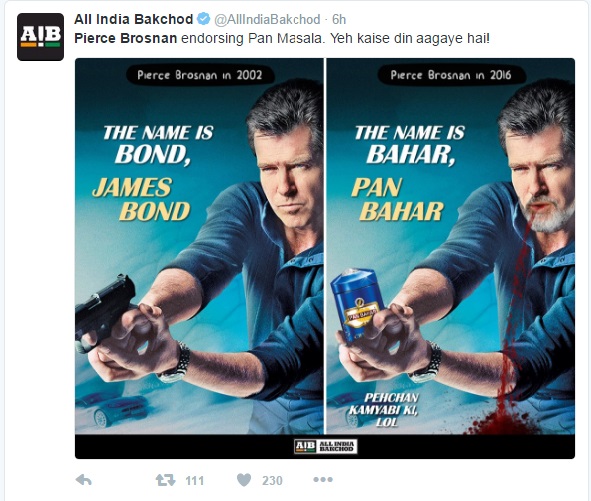 All India Bakchod @AllIndiaBakchod · 6h
Pierce Brosnan endorsing Pan Masala. Yeh kaise din aagaye hai!
AIB
Pierce Brosnan in 2002
THE NAME IS
BOND,
JAMES
BOND
Pierce Brosnan in 2016
THE NAME IS
BAHAR,
PAN
BAHAR
PAN BAHAR
PEHCHAN
KAMYABI KI,
LOL
AIB ALL INDIA
BAKCHOD
111
230